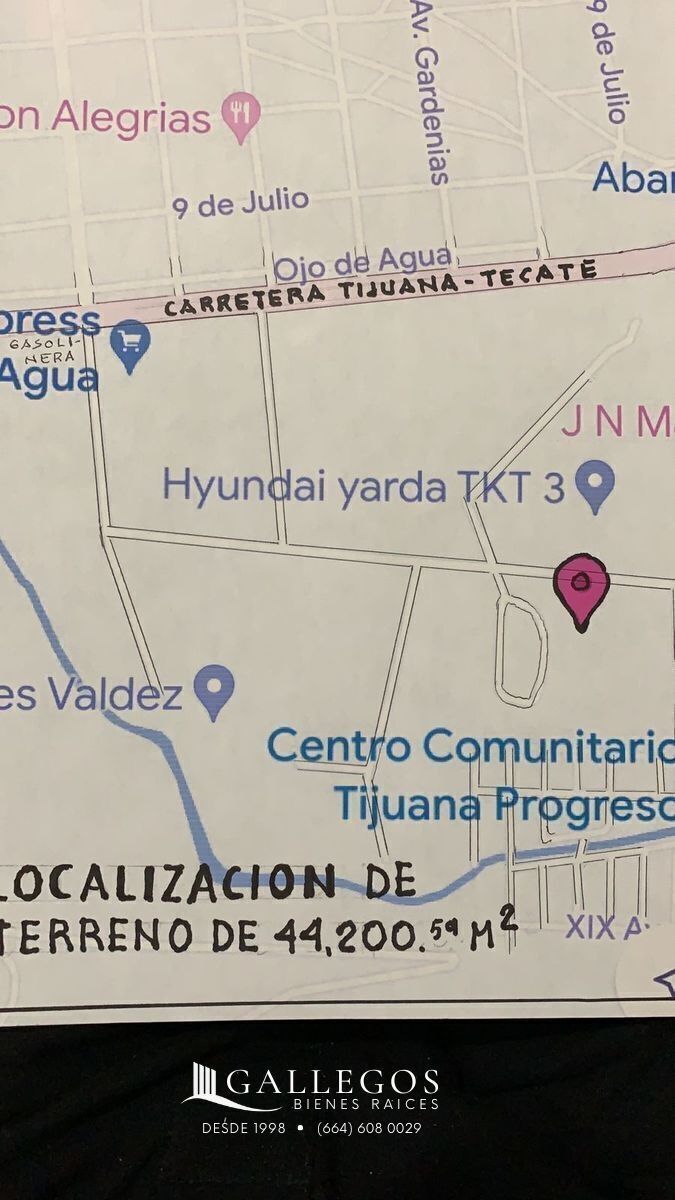 Av. Gardenias
9 de Julio
on Alegrias
Abar
9 de Julio
Ojo de Agua
CARRETERA TIJUANA-TECATE
press
GASOLI-
NERA
Agua
J N M
Hyundai yarda TKT 3
es Valdez
Centro Comunitario
Tijuana Progreso
LOCALIZACION DE
TERRENO DE 44,200.59 M²
XIX A
GALLEGOS
BIENES RAICES
DESDE 1998 • (664) 608 0029